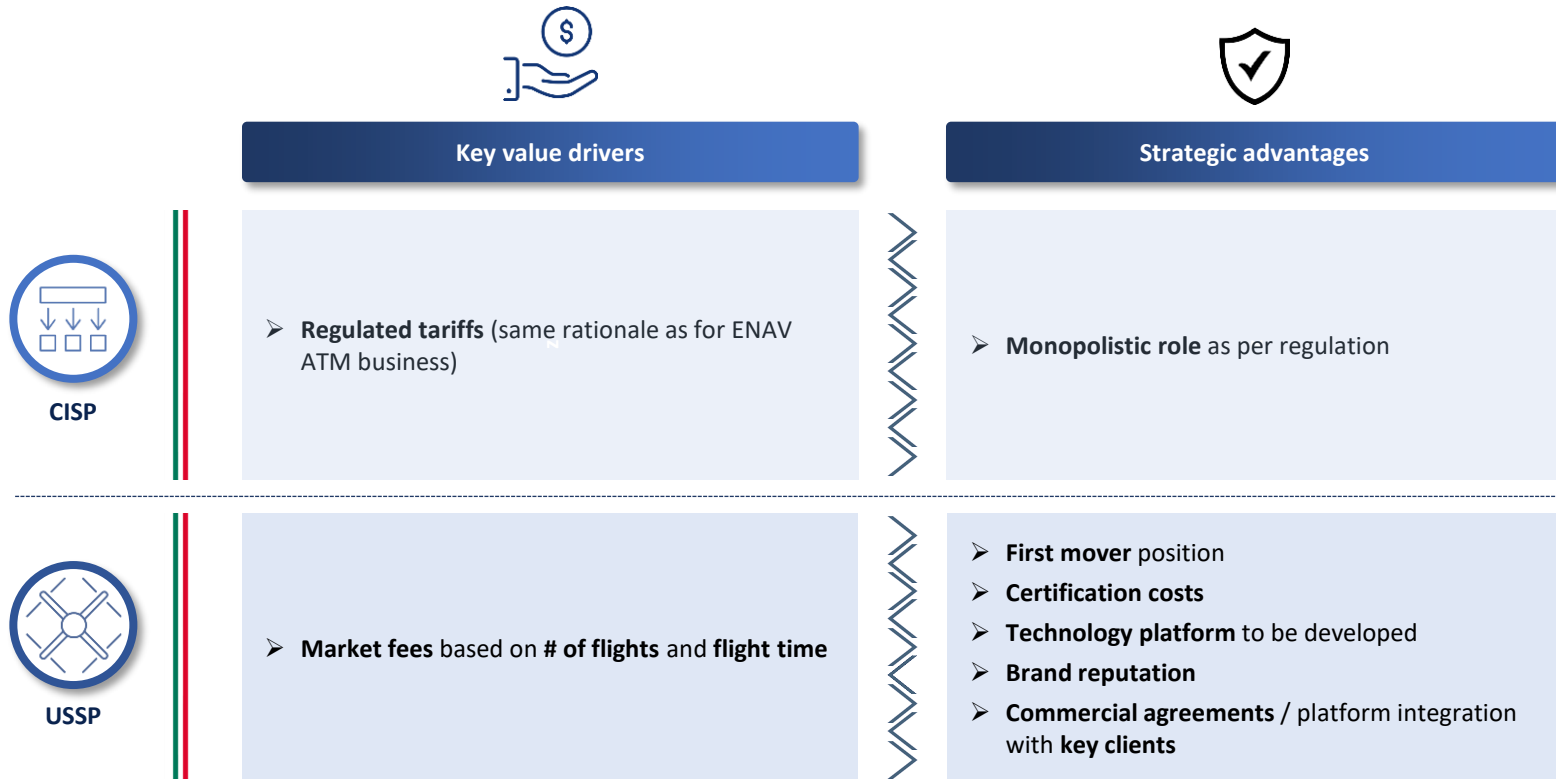 $
Key value drivers
Strategic advantages
CISP
➢ Regulated tariffs (same rationale as for ENAV
ATM business)
➢ Monopolistic role as per regulation
USSP
➢ Market fees based on # of flights and flight time
➢ First mover position
➢ Certification costs
➢ Technology platform to be developed
➢ Brand reputation
➢ Commercial agreements / platform integration
with key clients